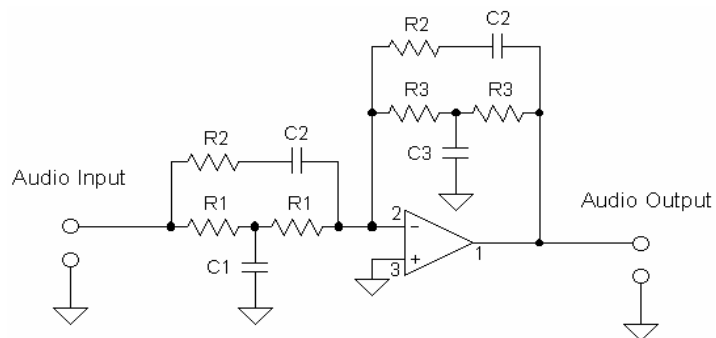 R2
C2
R3
R3
R2
C2
C3
Audio Input
R1
R1
Audio Output
2
−
1
C1
+
3